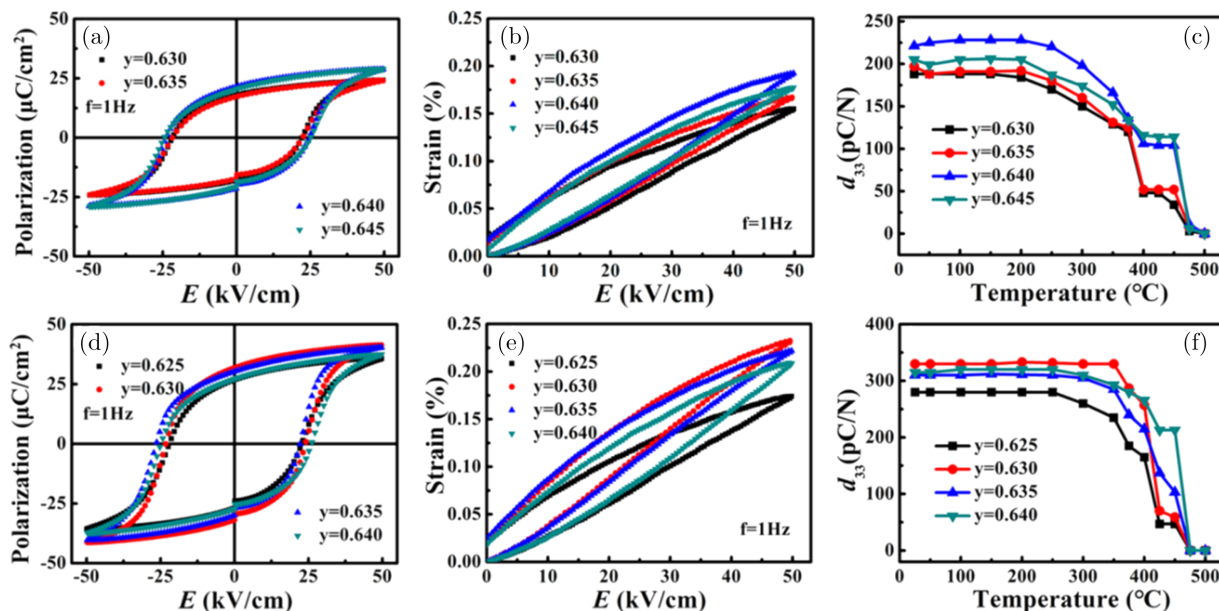 (a)
Polarization (μC/cm²)
50
25
0
-25
-50
y=0.630
y=0.635
f=1Hz
y=0.640
y=0.645
-50 -25 0 25 50
E (kV/cm)
(b)
Strain (%)
0.25
0.20
0.15
0.10
0.05
0.00
y=0.630
y=0.635
y=0.640
y=0.645
f=1Hz
0 10 20 30 40 50
E (kV/cm)
(c)
d₃₃(pC/N)
250
200
150
100
50
0
y=0.630
y=0.635
y=0.640
y=0.645
0 100 200 300 400 500
Temperature (°C)
(d)
Polarization (μC/cm²)
50
25
0
-25
-50
y=0.625
y=0.630
f=1Hz
y=0.635
y=0.640
-50 -25 0 25 50
E (kV/cm)
(e)
Strain (%)
0.25
0.20
0.15
0.10
0.05
0.00
y=0.625
y=0.630
y=0.635
y=0.640
f=1Hz
0 10 20 30 40 50
E (kV/cm)
(f)
d₃₃(pC/N)
400
300
200
100
0
y=0.625
y=0.630
y=0.635
y=0.640
0 100 200 300 400 500
Temperature (°C)